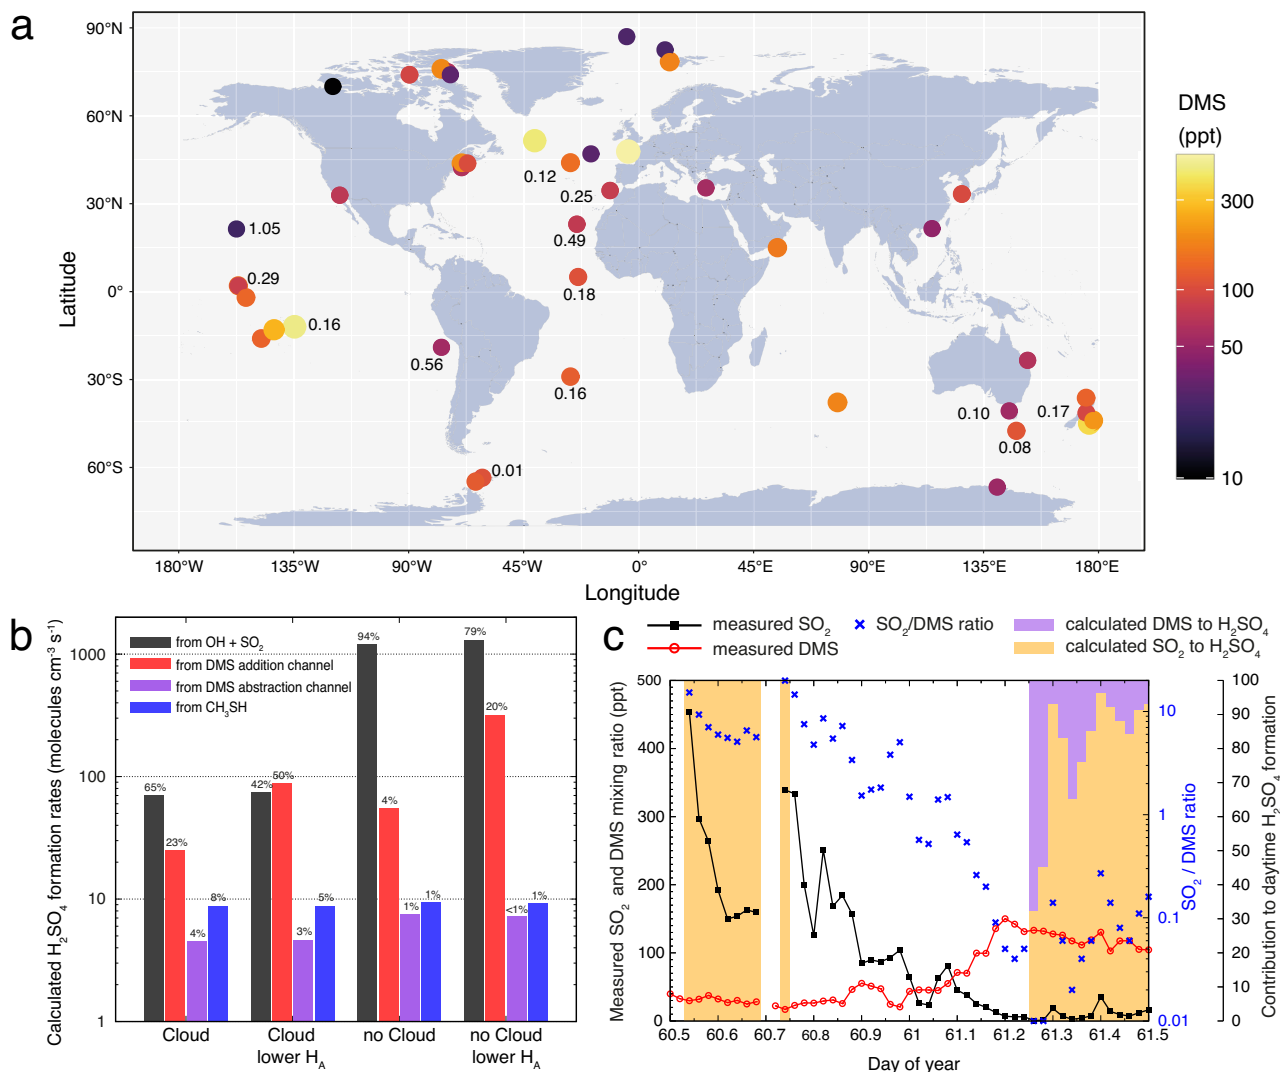 a
90°N
60°N
30°N
0°
30°S
60°S
Latitude
180°W
135°W
90°W
45°W
0°
45°E
90°E
135°E
180°E
Longitude
0.12
0.25
1.05
0.49
0.29
0.18
0.16
0.56
0.16
0.10
0.17
0.08
0.01
DMS
(ppt)
300
100
50
10
b
Calculated H₂SO₄ formation rates (molecules cm⁻³ s⁻¹)
1000
100
10
1
from OH + SO₂
from DMS addition channel
from DMS abstraction channel
from CH₃SH
65%
23%
4%
8%
42%
50%
3%
5%
94%
4%
1%
1%
79%
20%
<1%
1%
Cloud
Cloud
lower H_A
no Cloud
no Cloud
lower H_A
c
measured SO₂
measured DMS
SO₂/DMS ratio
calculated DMS to H₂SO₄
calculated SO₂ to H₂SO₄
Measured SO₂ and DMS mixing ratio (ppt)
500
400
300
200
100
0
60.5
60.6
60.7
60.8
60.9
61
61.1
61.2
61.3
61.4
61.5
Day of year
10
1
0.1
0.01
SO₂ / DMS ratio
100
90
80
70
60
50
40
30
20
10
0
Contribution to daytime H₂SO₄ formation